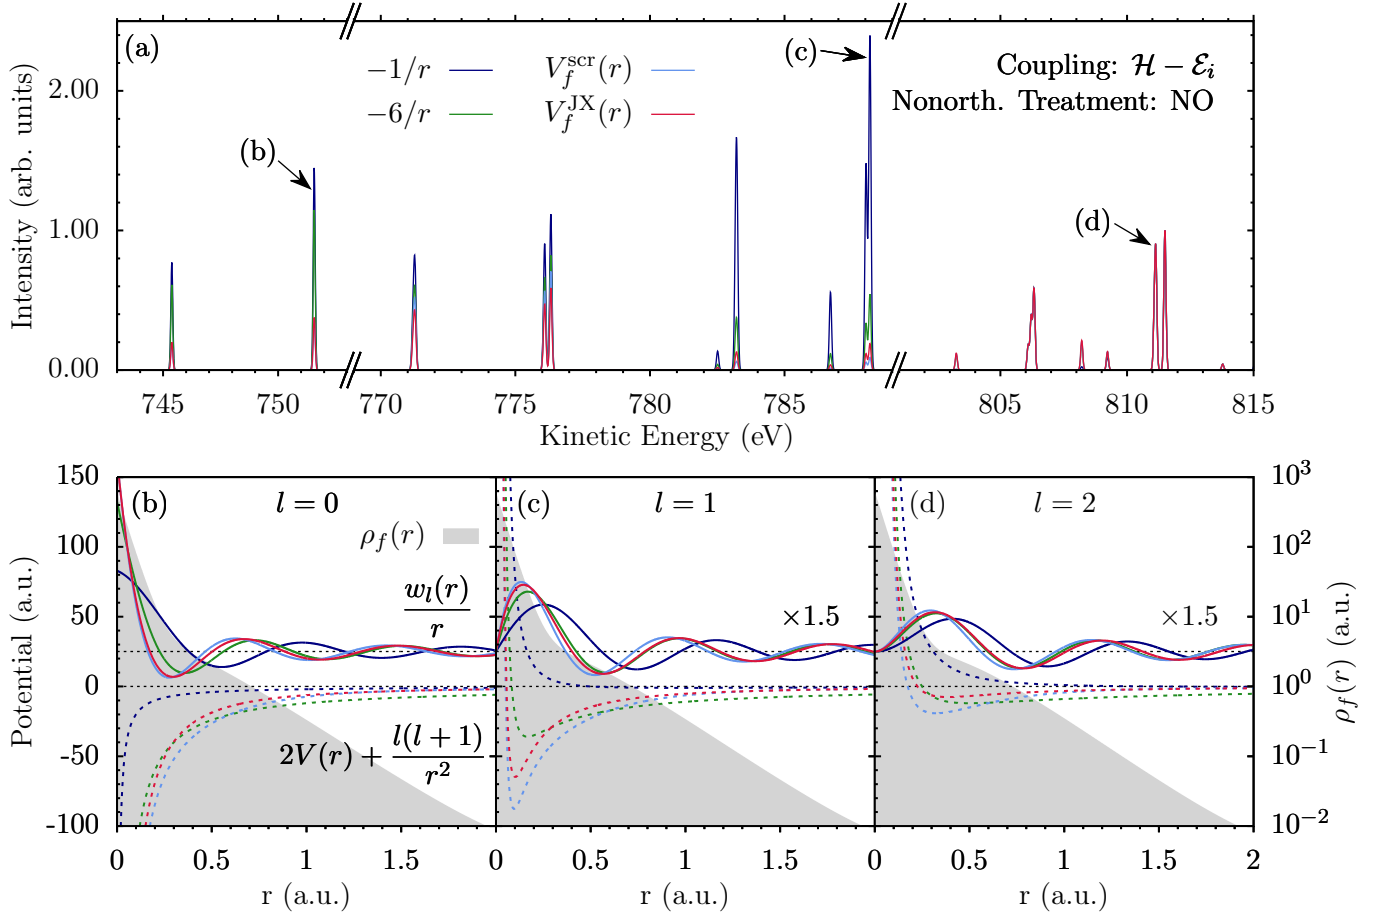 (a)
−1/r
−6/r
V_f^scr(r)
V_f^JX(r)
Coupling: ℋ − ℰ_i
Nonorth. Treatment: NO
(b)
(c)
(d)
Intensity (arb. units)
2.00
1.00
0.00
745 750 770 775 780 785 805 810 815
Kinetic Energy (eV)
(b) l = 0
ρ_f(r)
w_l(r)/r
2V(r) + l(l + 1)/r^2
(c) l = 1
×1.5
(d) l = 2
×1.5
Potential (a.u.)
150
100
50
0
-50
-100
10^3
10^2
10^1
10^0
10^−1
10^−2
ρ_f(r) (a.u.)
0 0.5 1 1.5 0 0.5 1 1.5 0 0.5 1 1.5 2
r (a.u.) r (a.u.) r (a.u.)